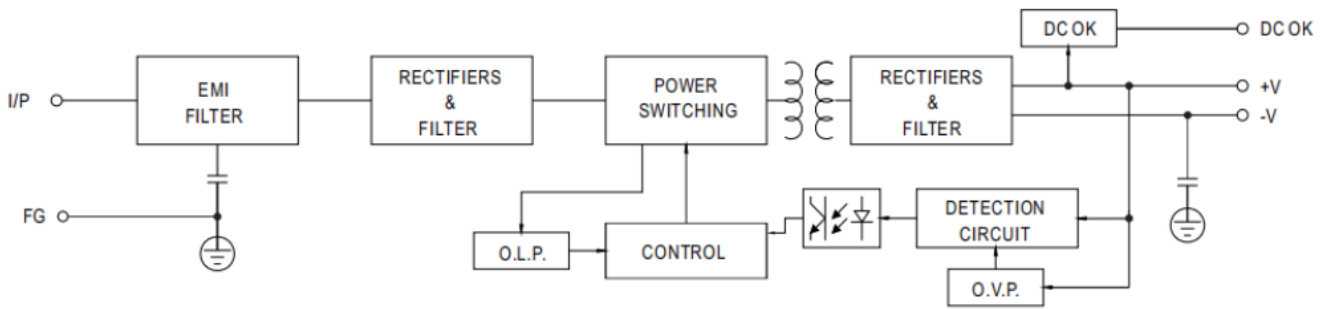 DC OK
DC OK
I/P
EMI
FILTER
RECTIFIERS
&
FILTER
POWER
SWITCHING
RECTIFIERS
&
FILTER
+V
-V
FG
O.L.P.
CONTROL
DETECTION
CIRCUIT
O.V.P.